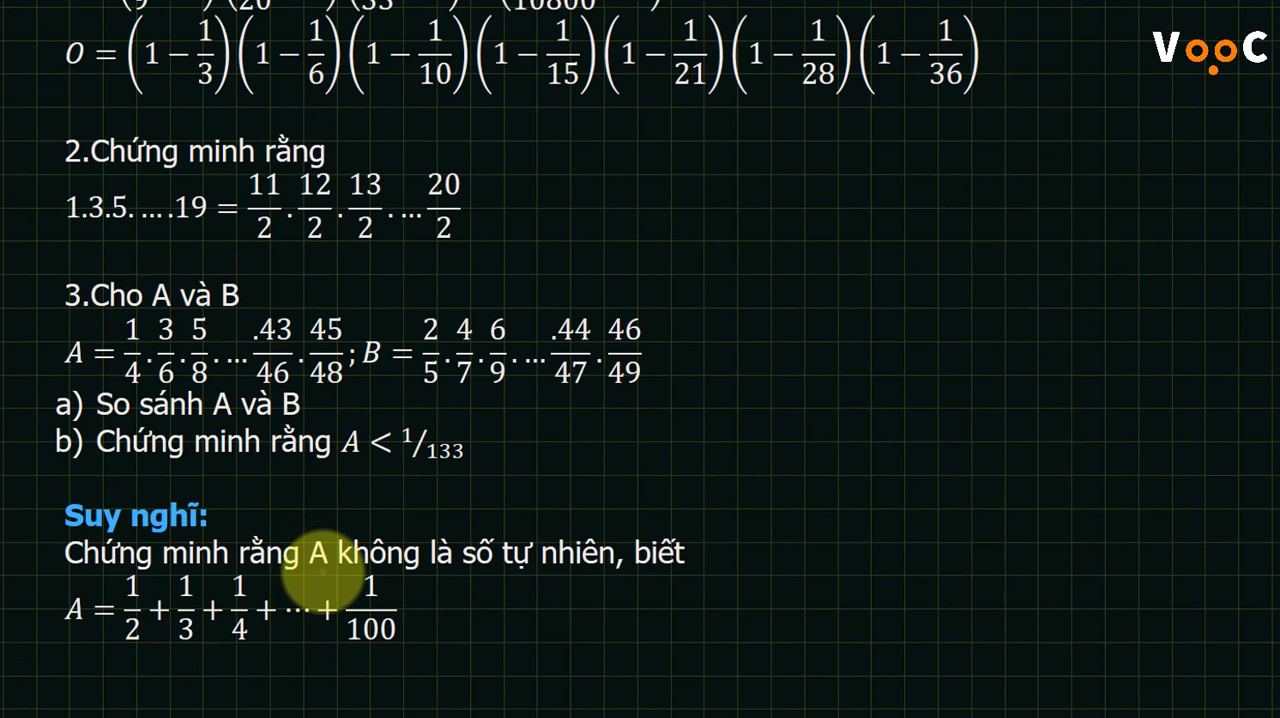 (9 ) (20 ) (33 ) (10800 )
O = (1 − 1/3)(1 − 1/6)(1 − 1/10)(1 − 1/15)(1 − 1/21)(1 − 1/28)(1 − 1/36)
VOOC
2.Chứng minh rằng
1.3.5. … .19 = 11/2 . 12/2 . 13/2 . … 20/2
3.Cho A và B
A = 1/4 . 3/6 . 5/8 . … .43/46 . 45/48 ; B = 2/5 . 4/7 . 6/9 . … .44/47 . 46/49
a) So sánh A và B
b) Chứng minh rằng A < 1/133
Suy nghĩ:
Chứng minh rằng A không là số tự nhiên, biết
A = 1/2 + 1/3 + 1/4 + ⋯ + 1/100